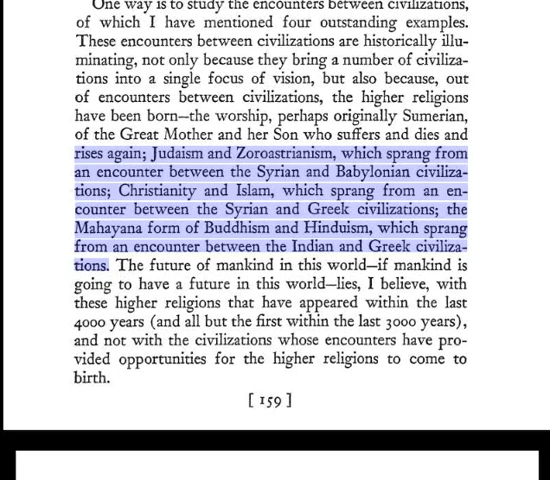 One way is to study the encounters between civilizations,
of which I have mentioned four outstanding examples.
These encounters between civilizations are historically illu-
minating, not only because they bring a number of civiliza-
tions into a single focus of vision, but also because, out
of encounters between civilizations, the higher religions
have been born—the worship, perhaps originally Sumerian,
of the Great Mother and her Son who suffers and dies and
rises again; Judaism and Zoroastrianism, which sprang from
an encounter between the Syrian and Babylonian civiliza-
tions; Christianity and Islam, which sprang from an en-
counter between the Syrian and Greek civilizations; the
Mahayana form of Buddhism and Hinduism, which sprang
from an encounter between the Indian and Greek civiliza-
tions. The future of mankind in this world—if mankind is
going to have a future in this world—lies, I believe, with
these higher religions that have appeared within the last
4000 years (and all but the first within the last 3000 years),
and not with the civilizations whose encounters have pro-
vided opportunities for the higher religions to come to
birth.
[ 159 ]